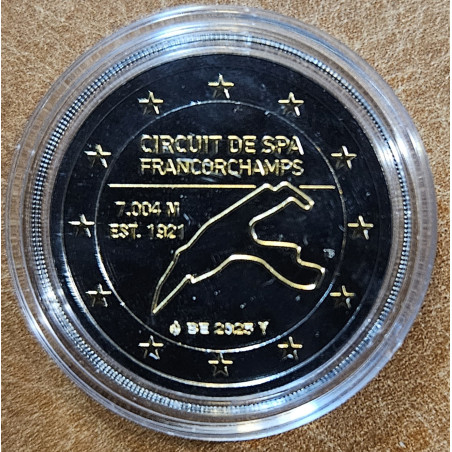 CIRCUIT DE SPA
FRANCORCHAMPS
7.004 M
EST. 1921
BE 2025 Y